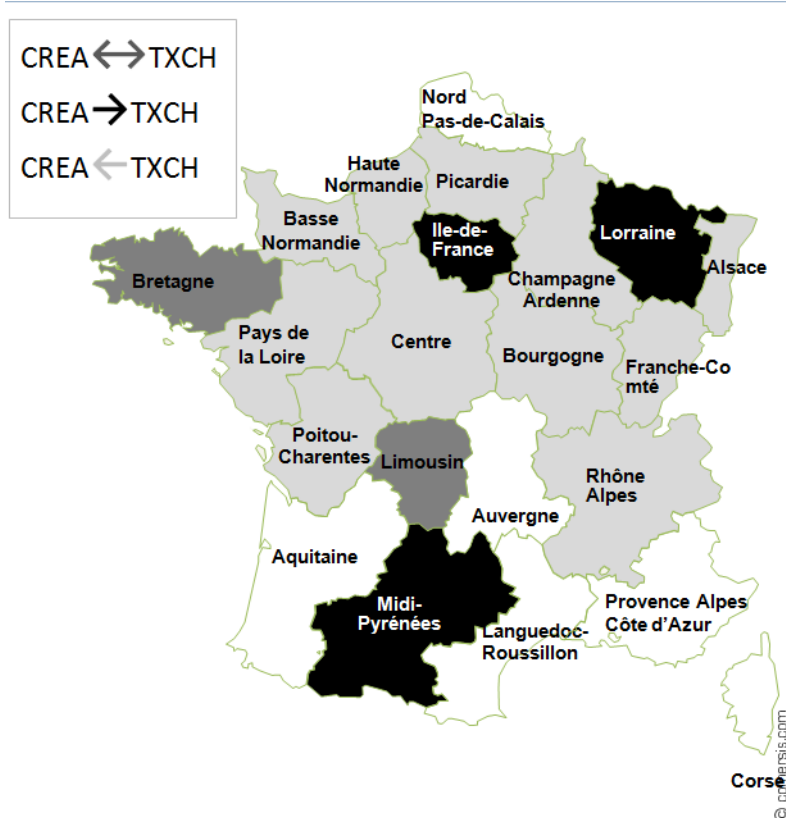 CREA ↔ TXCH
CREA → TXCH
CREA ← TXCH
Nord
Pas-de-Calais
Haute
Normandie
Picardie
Basse
Normandie
Ile-de-
France
Lorraine
Alsace
Champagne
Ardenne
Bretagne
Pays de
la Loire
Centre
Bourgogne
Franche-Co
mté
Poitou-
Charentes
Limousin
Rhône
Alpes
Auvergne
Aquitaine
Midi-
Pyrénées
Languedoc-
Roussillon
Provence Alpes
Côte d'Azur
Corse